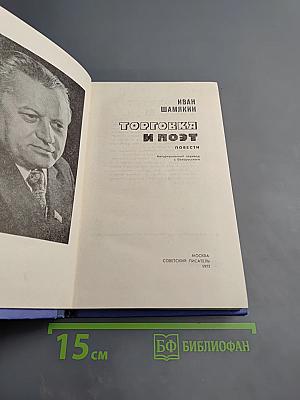 ИВАН
ШАМЯКИН
ТОРГОВКА
И ПОЭТ
ПОВЕСТИ
Авторизованный перевод
с белорусского
МОСКВА
СОВЕТСКИЙ ПИСАТЕЛЬ
15 см
БФ БИБЛИОФАН